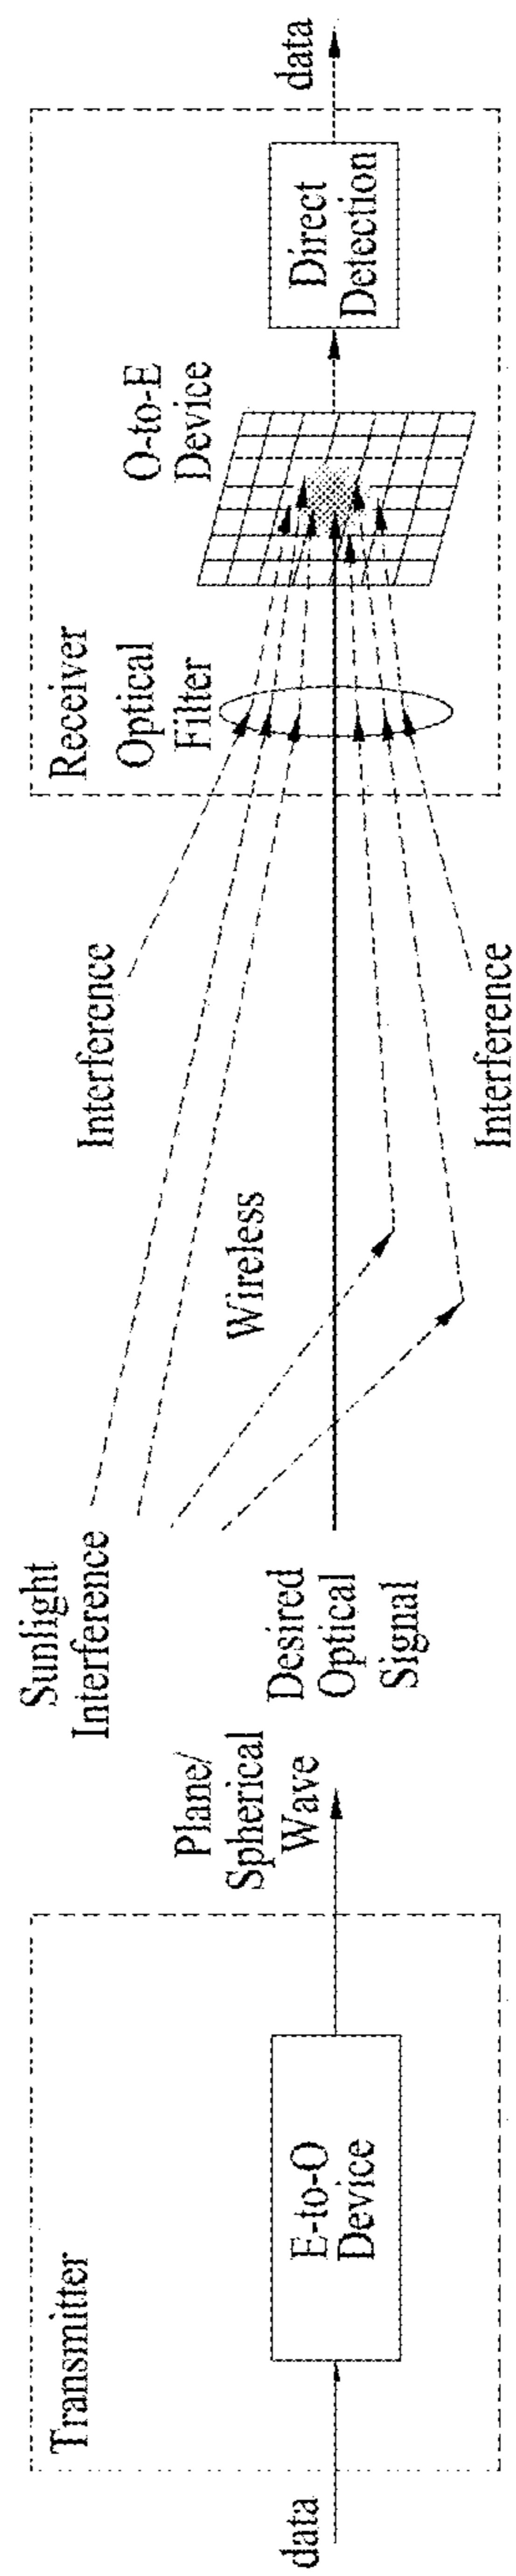 data
Transmitter
E-to-O
Device
Plane/
Spherical
Wave
Sunlight
Interference
Desired
Optical
Signal
Wireless
Interference
Interference
Receiver
Optical
Filter
O-to-E
Device
Direct
Detection
data